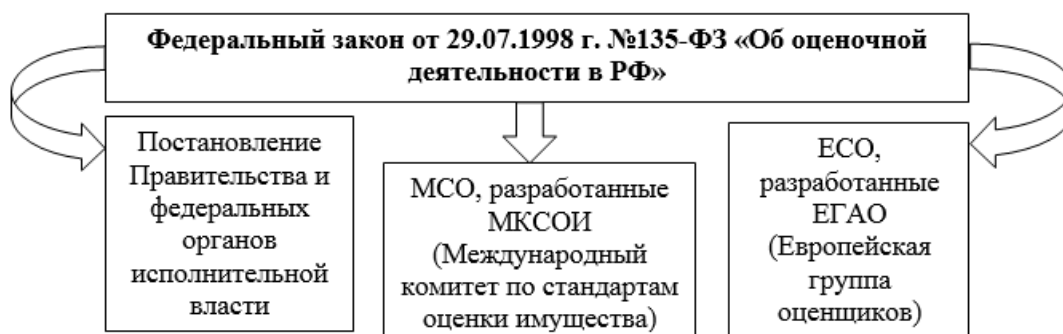 Федеральный закон от 29.07.1998 г. №135-ФЗ «Об оценочной
деятельности в РФ»
Постановление
Правительства и
федеральных
органов
исполнительной
власти
МСО, разработанные
МКСОИ
(Международный
комитет по стандартам
оценки имущества)
ЕСО,
разработанные
ЕГАО
(Европейская
группа
оценщиков)